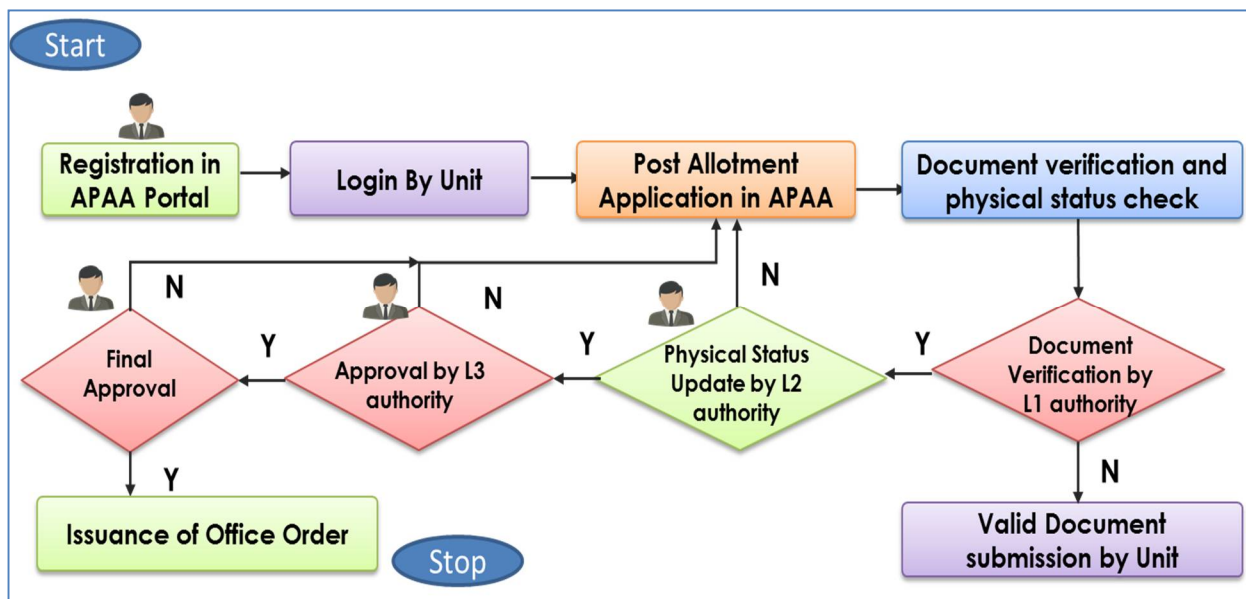 Start
Registration in
APAA Portal
Login By Unit
Post Allotment
Application in APAA
Document verification and
physical status check
N
N
N
Final
Approval
Y
Approval by L3
authority
Y
Physical Status
Update by L2
authority
Y
Document
Verification by
L1 authority
Y
N
Issuance of Office Order
Stop
Valid Document
submission by Unit